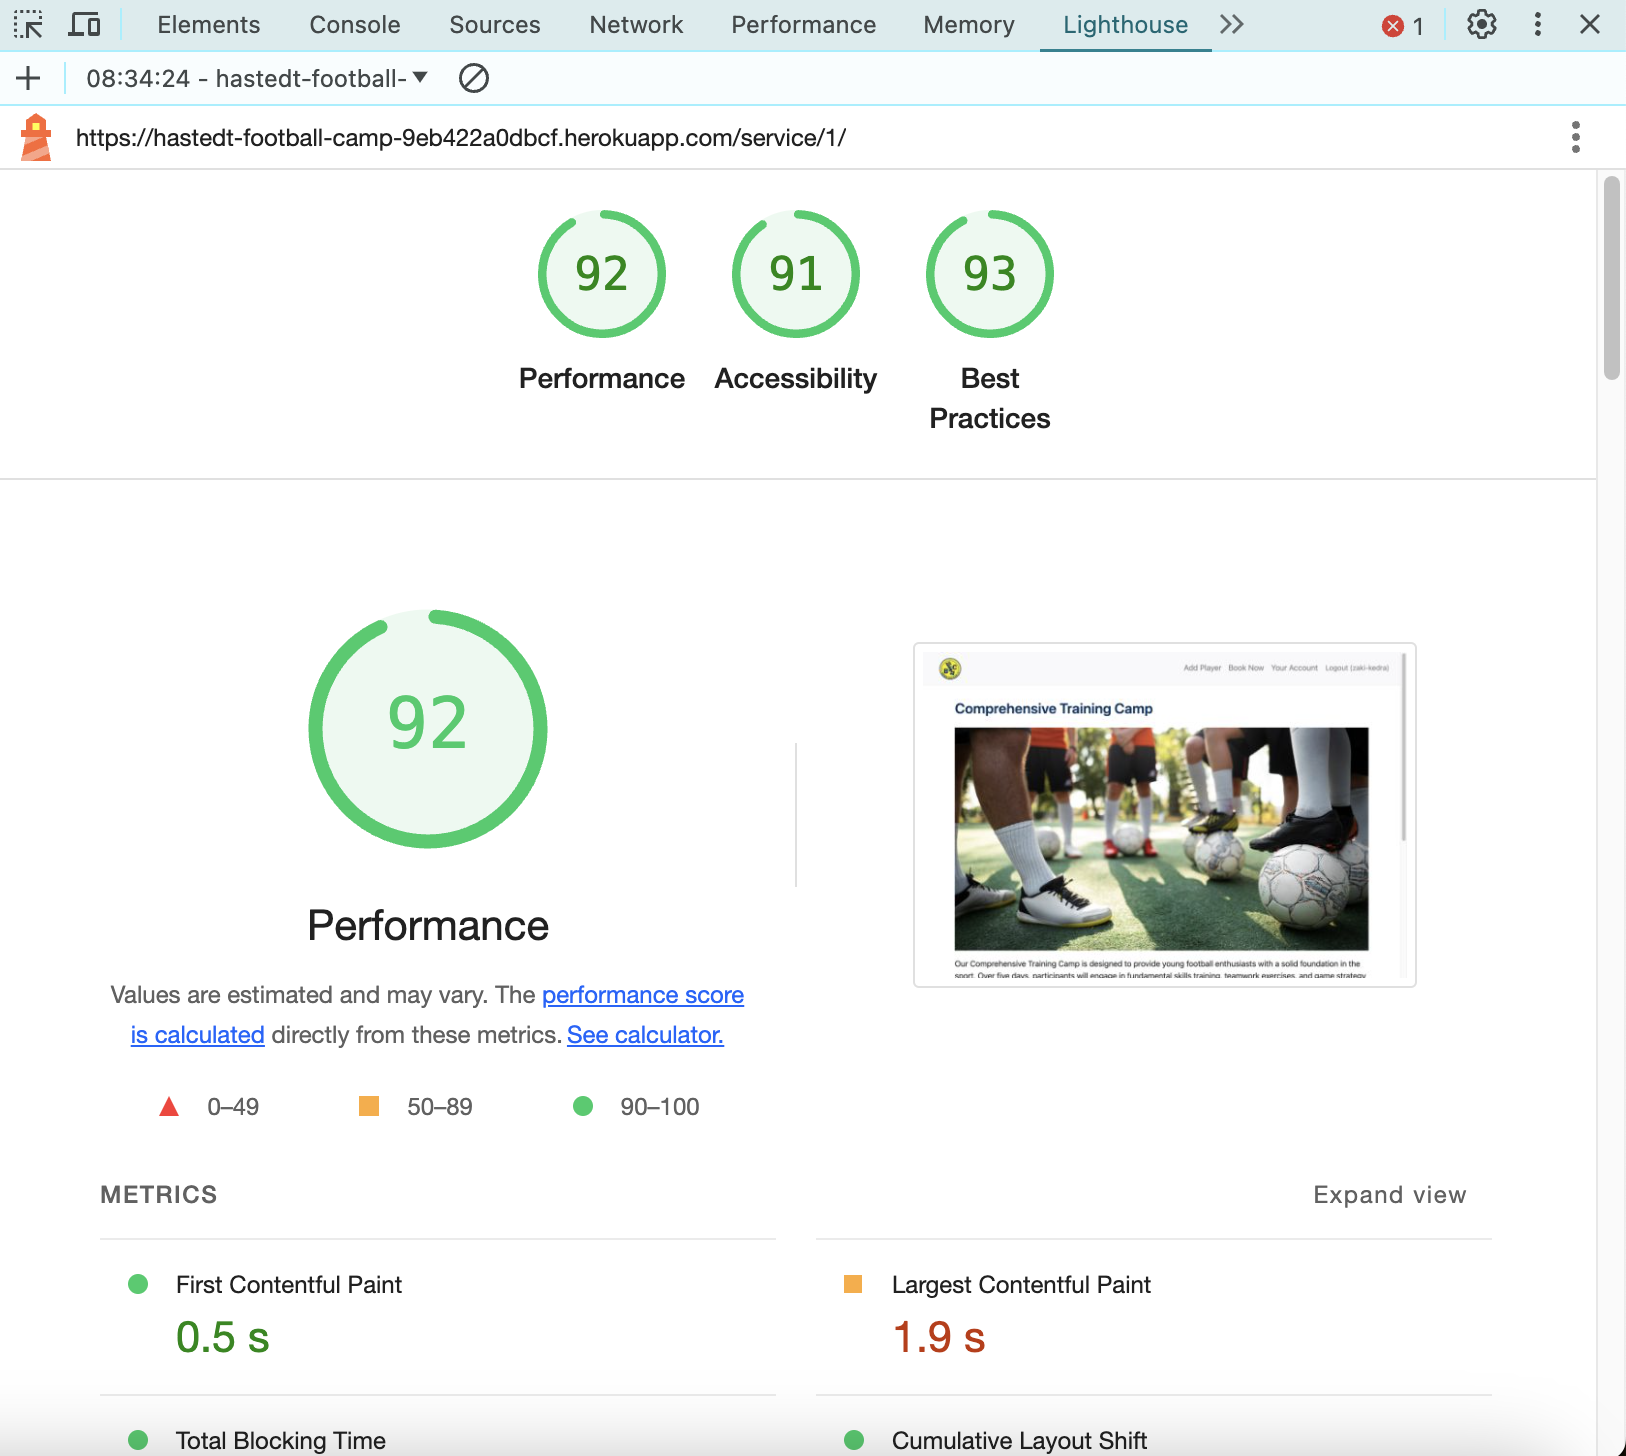 Elements Console Sources Network Performance Memory Lighthouse 1
08:34:24 - hastedt-football-
https://hastedt-football-camp-9eb422a0dbcf.herokuapp.com/service/1/
92 91 93
Performance Accessibility Best
Practices
92
Performance
Values are estimated and may vary. The performance score
is calculated directly from these metrics. See calculator.
0–49 50–89 90–100
Add Player Book Now Your Account Logout (zaki-kedra)
Comprehensive Training Camp
Our Comprehensive Training Camp is designed to provide young football enthusiasts with a solid foundation in the
sport. Over five days, participants will engage in fundamental skills training, teamwork exercises, and game strategy
METRICS Expand view
First Contentful Paint Largest Contentful Paint
0.5 s 1.9 s
Total Blocking Time Cumulative Layout Shift